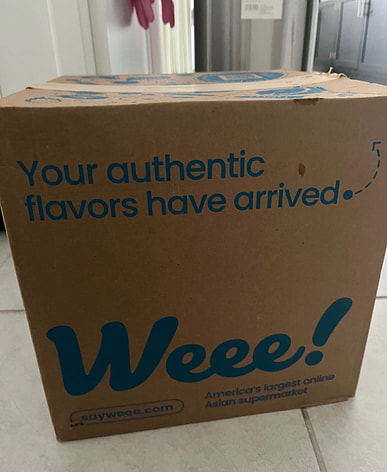 Your authentic
flavors have arrived
Weee!
America's largest online
Asian supermarket
sayweee.com